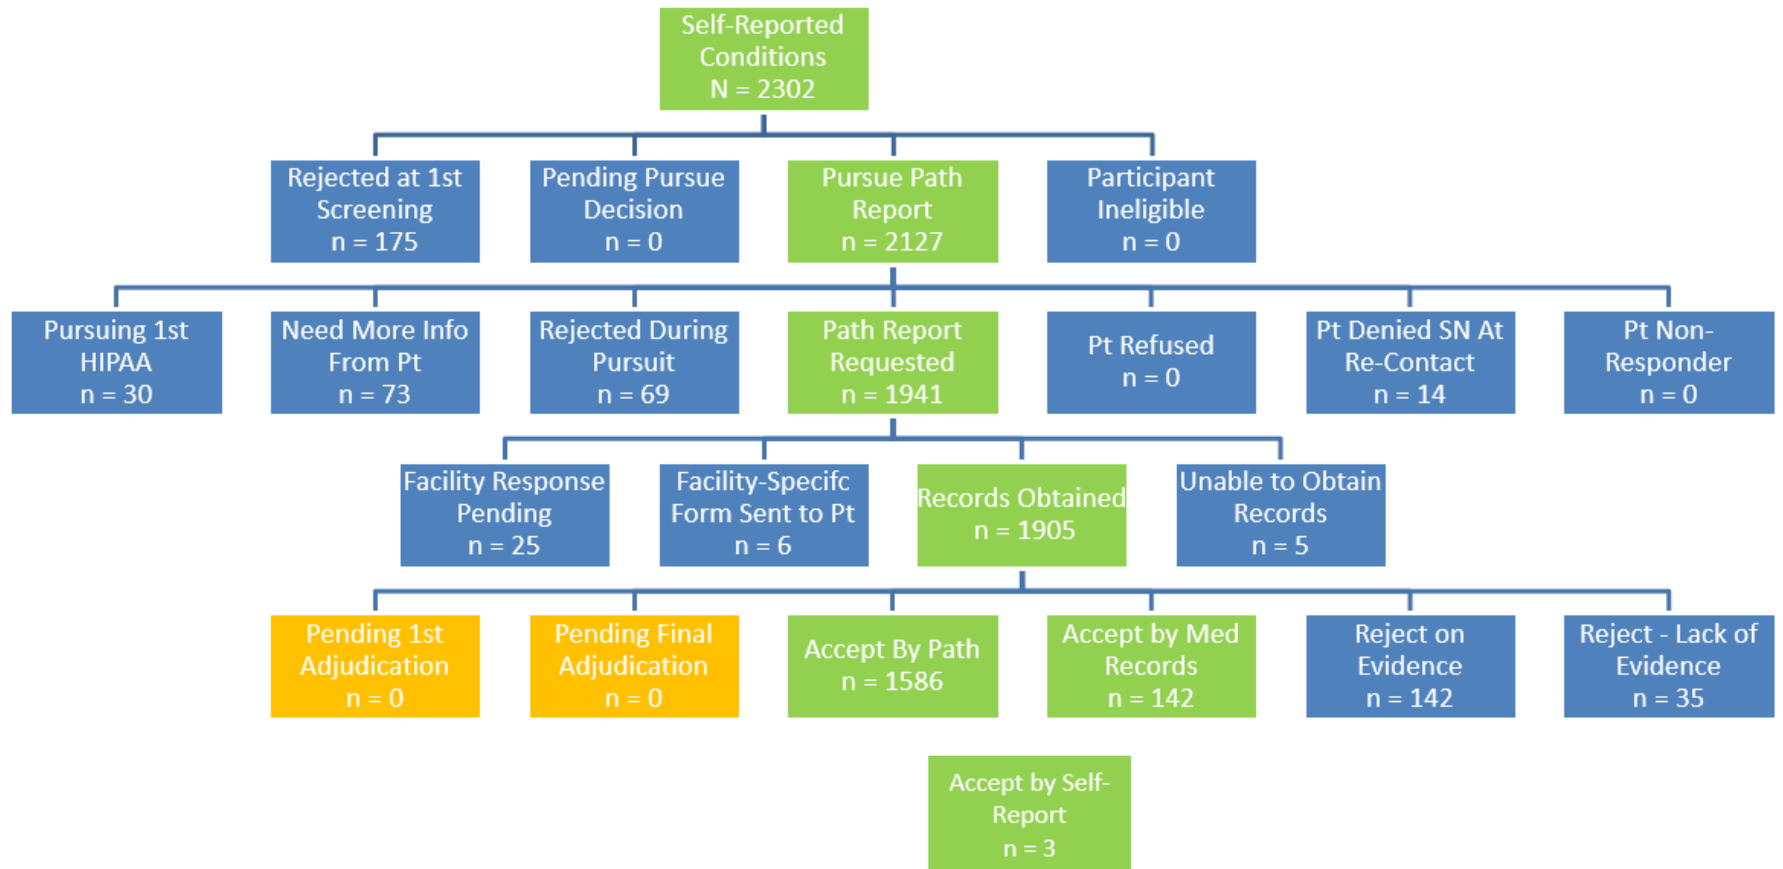 Self-Reported
Conditions
N = 2302
Rejected at 1st
Screening
n = 175
Pending Pursue
Decision
n = 0
Pursue Path
Report
n = 2127
Participant
Ineligible
n = 0
Pursuing 1st
HIPAA
n = 30
Need More Info
From Pt
n = 73
Rejected During
Pursuit
n = 69
Path Report
Requested
n = 1941
Pt Refused
n = 0
Pt Denied SN At
Re-Contact
n = 14
Pt Non-
Responder
n = 0
Facility Response
Pending
n = 25
Facility-Specifc
Form Sent to Pt
n = 6
Records Obtained
n = 1905
Unable to Obtain
Records
n = 5
Pending 1st
Adjudication
n = 0
Pending Final
Adjudication
n = 0
Accept By Path
n = 1586
Accept by Med
Records
n = 142
Reject on
Evidence
n = 142
Reject - Lack of
Evidence
n = 35
Accept by Self-
Report
n = 3